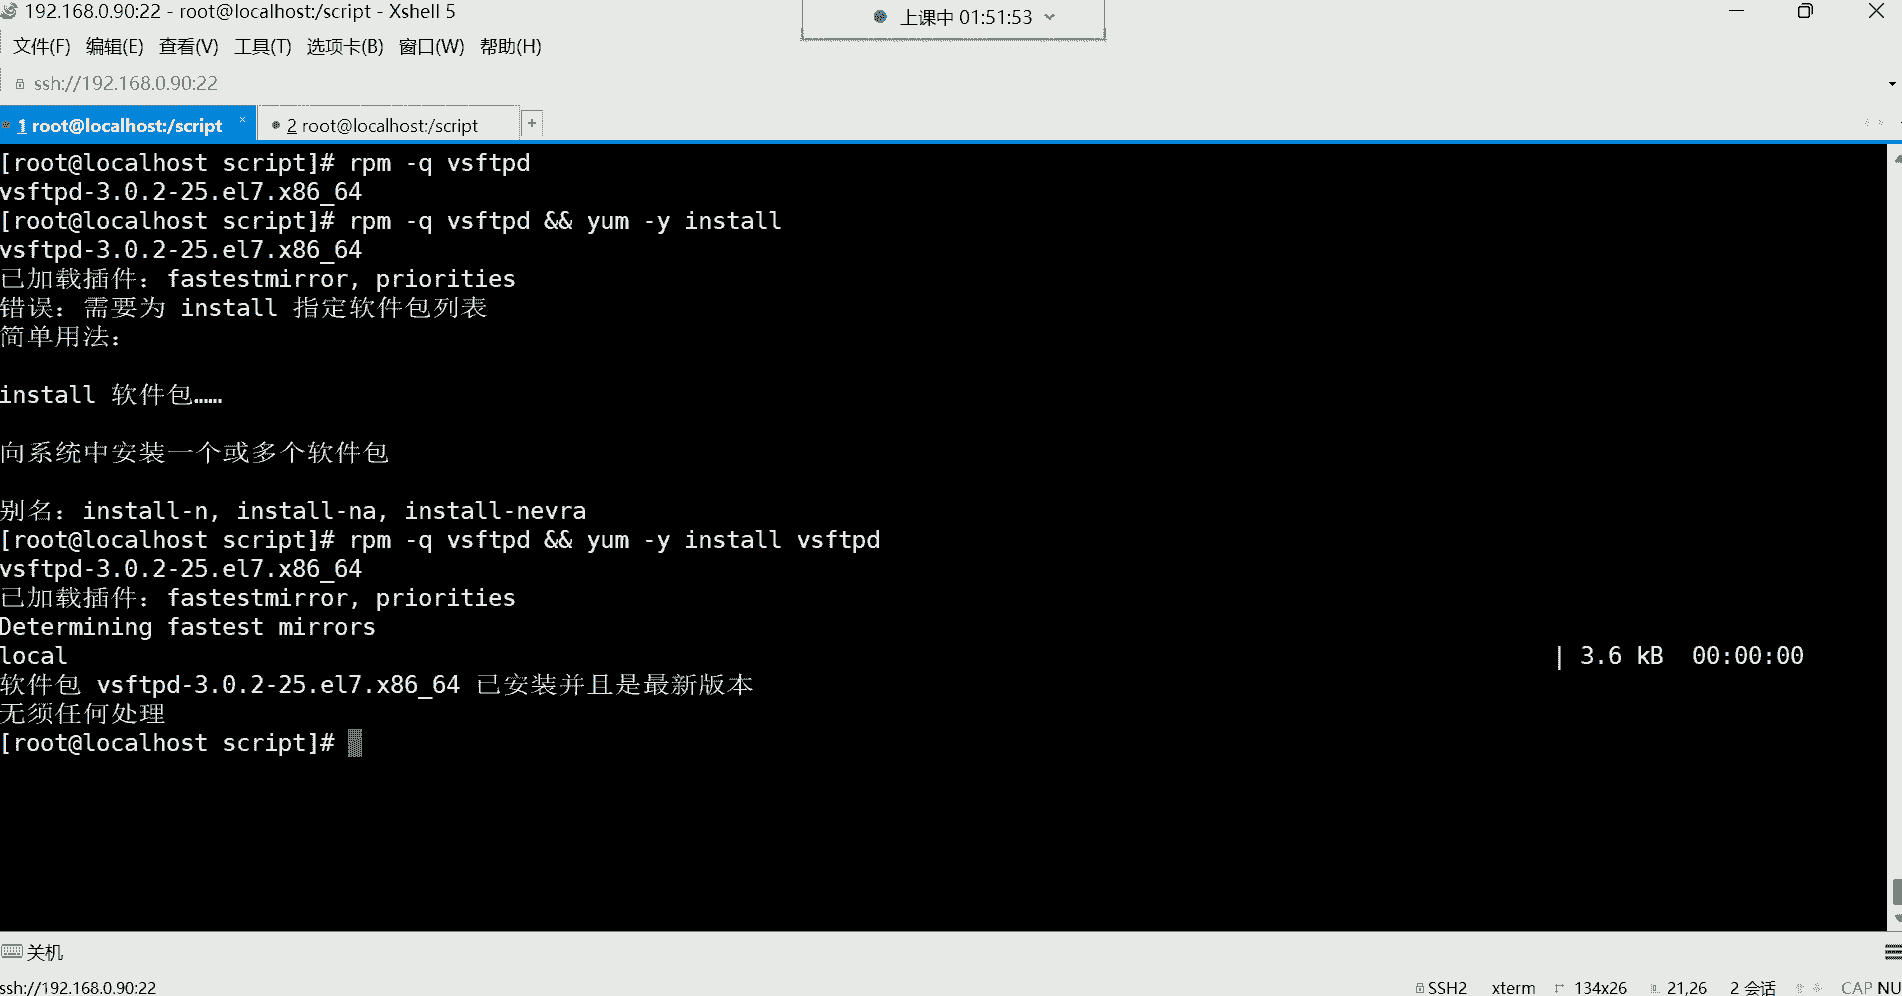 192.168.0.90:22 - root@localhost:/script - Xshell 5
上课中 01:51:53
文件(F) 编辑(E) 查看(V) 工具(T) 选项卡(B) 窗口(W) 帮助(H)
ssh://192.168.0.90:22
1 root@localhost:/script × 2 root@localhost:/script +
[root@localhost script]# rpm -q vsftpd
vsftpd-3.0.2-25.el7.x86_64
[root@localhost script]# rpm -q vsftpd && yum -y install
vsftpd-3.0.2-25.el7.x86_64
已加载插件：fastestmirror, priorities
错误：需要为 install 指定软件包列表
简单用法：
install 软件包……
向系统中安装一个或多个软件包
别名：install-n, install-na, install-nevra
[root@localhost script]# rpm -q vsftpd && yum -y install vsftpd
vsftpd-3.0.2-25.el7.x86_64
已加载插件：fastestmirror, priorities
Determining fastest mirrors
local | 3.6 kB 00:00:00
软件包 vsftpd-3.0.2-25.el7.x86_64 已安装并且是最新版本
无须任何处理
[root@localhost script]#
关机
ssh://192.168.0.90:22 SSH2 xterm 134x26 21,26 2 会话 CAP NU